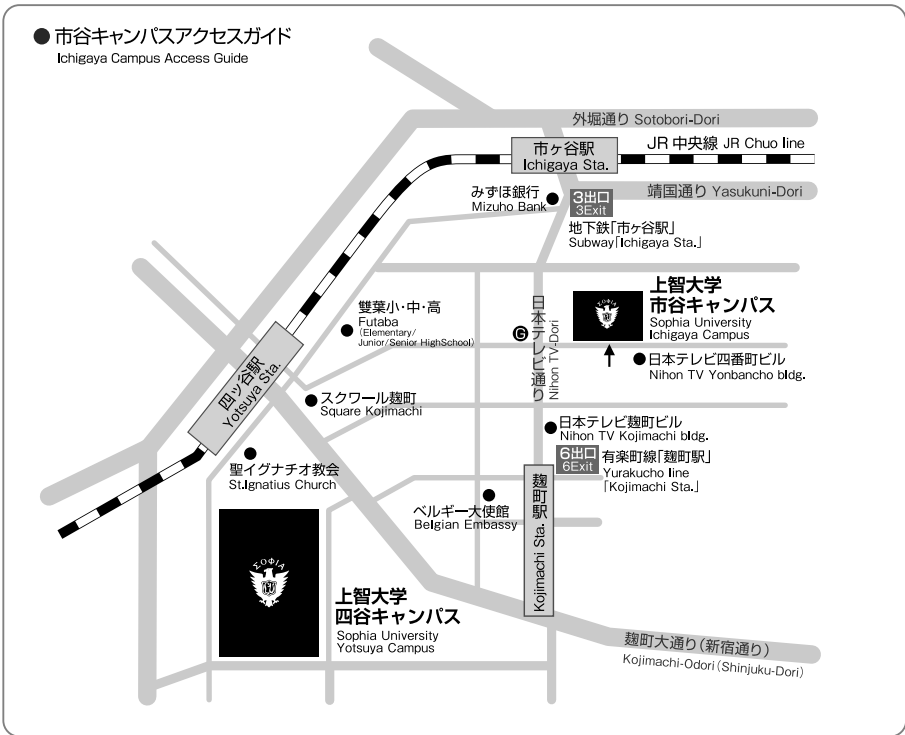 ● 市谷キャンパスアクセスガイド
Ichigaya Campus Access Guide
外堀通り Sotobori-Dori
市ヶ谷駅
Ichigaya Sta.
JR 中央線 JR Chuo line
靖国通り Yasukuni-Dori
みずほ銀行
Mizuho Bank
3出口
3Exit
地下鉄「市ヶ谷駅」
Subway「Ichigaya Sta.」
上智大学
市谷キャンパス
Sophia University
Ichigaya Campus
ΣΟΦΙΑ
雙葉小・中・高
Futaba
(Elementary/
Junior/Senior HighSchool)
日本テレビ通り
Nihon TV-Dori
G
日本テレビ四番町ビル
Nihon TV Yonbancho bldg.
四ッ谷駅
Yotsuya Sta.
スクワール麹町
Square Kojimachi
日本テレビ麹町ビル
Nihon TV Kojimachi bldg.
6出口
6Exit
有楽町線「麹町駅」
Yurakucho line
「Kojimachi Sta.」
聖イグナチオ教会
St.Ignatius Church
ベルギー大使館
Belgian Embassy
麹町駅
Kojimachi Sta.
ΣΟΦΙΑ
上智大学
四谷キャンパス
Sophia University
Yotsuya Campus
麹町大通り(新宿通り)
Kojimachi-Odori(Shinjuku-Dori)